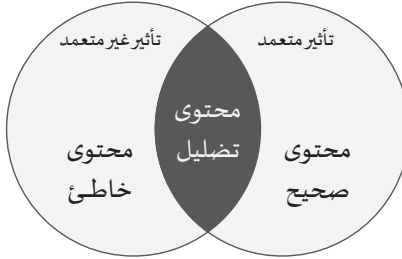 تأثير متعمد
تأثير غير متعمد
محتوى
صحيح
محتوى
تضليل
محتوى
خاطئ